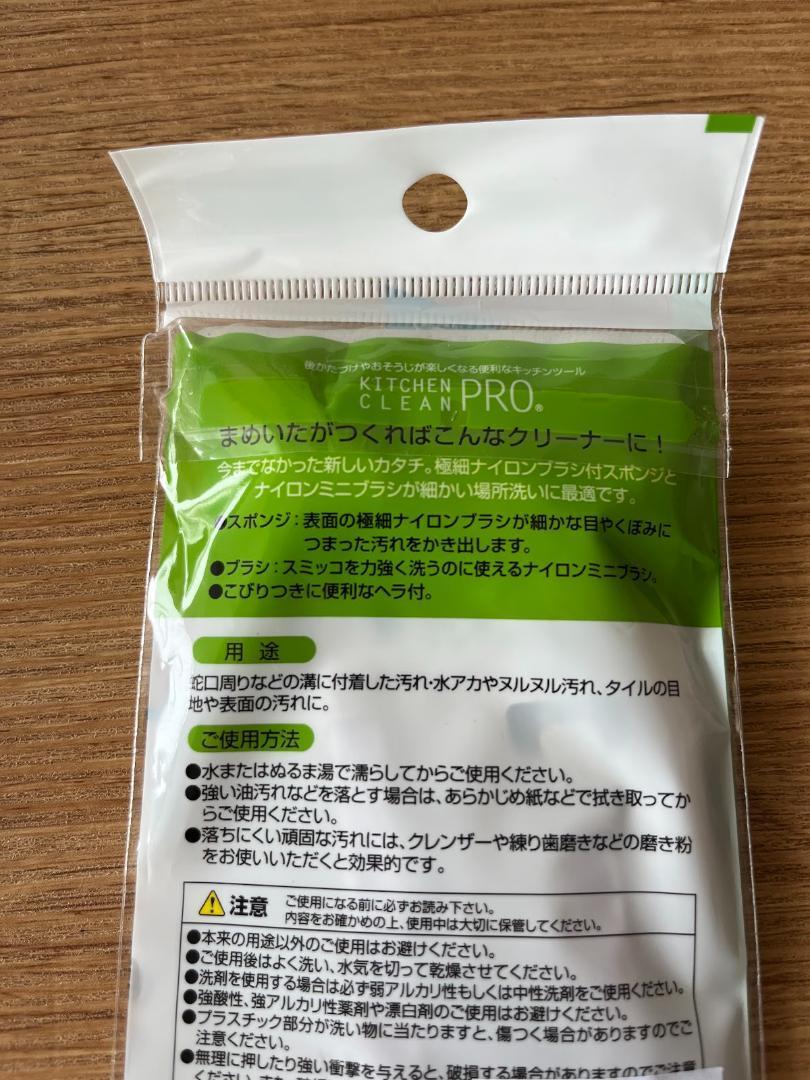 後かたづけやおそうじが楽しくなる便利なキッチンツール
KITCHEN
CLEAN PRO®
まめいたがつくればこんなクリーナーに！
今までなかった新しいカタチ。極細ナイロンブラシ付スポンジと
ナイロンミニブラシが細かい場所洗いに最適です。
●スポンジ：表面の極細ナイロンブラシが細かな目やくぼみに
つまった汚れをかき出します。
●ブラシ：スミッコを力強く洗うのに使えるナイロンミニブラシ。
●こびりつきに便利なヘラ付。
用 途
蛇口周りなどの溝に付着した汚れ・水アカやヌルヌル汚れ、タイルの目
地や表面の汚れに。
ご使用方法
●水またはぬるま湯で濡らしてからご使用ください。
●強い油汚れなどを落とす場合は、あらかじめ紙などで拭き取ってか
らご使用ください。
●落ちにくい頑固な汚れには、クレンザーや練り歯磨きなどの磨き粉
をお使いいただくと効果的です。
注意 ご使用になる前に必ずお読み下さい。
内容をお確かめの上、使用中は大切に保管してください。
●本来の用途以外のご使用はお避けください。
●ご使用後はよく洗い、水気を切って乾燥させてください。
●洗剤を使用する場合は必ず弱アルカリ性もしくは中性洗剤をご使用ください。
●強酸性、強アルカリ性薬剤や漂白剤のご使用はお避けください。
●プラスチック部分が洗い物に当たりますと、傷つく場合がありますのでご
注意ください。
●無理に押したり強い衝撃を与えると、破損する場合がありますのでご注意
ください。